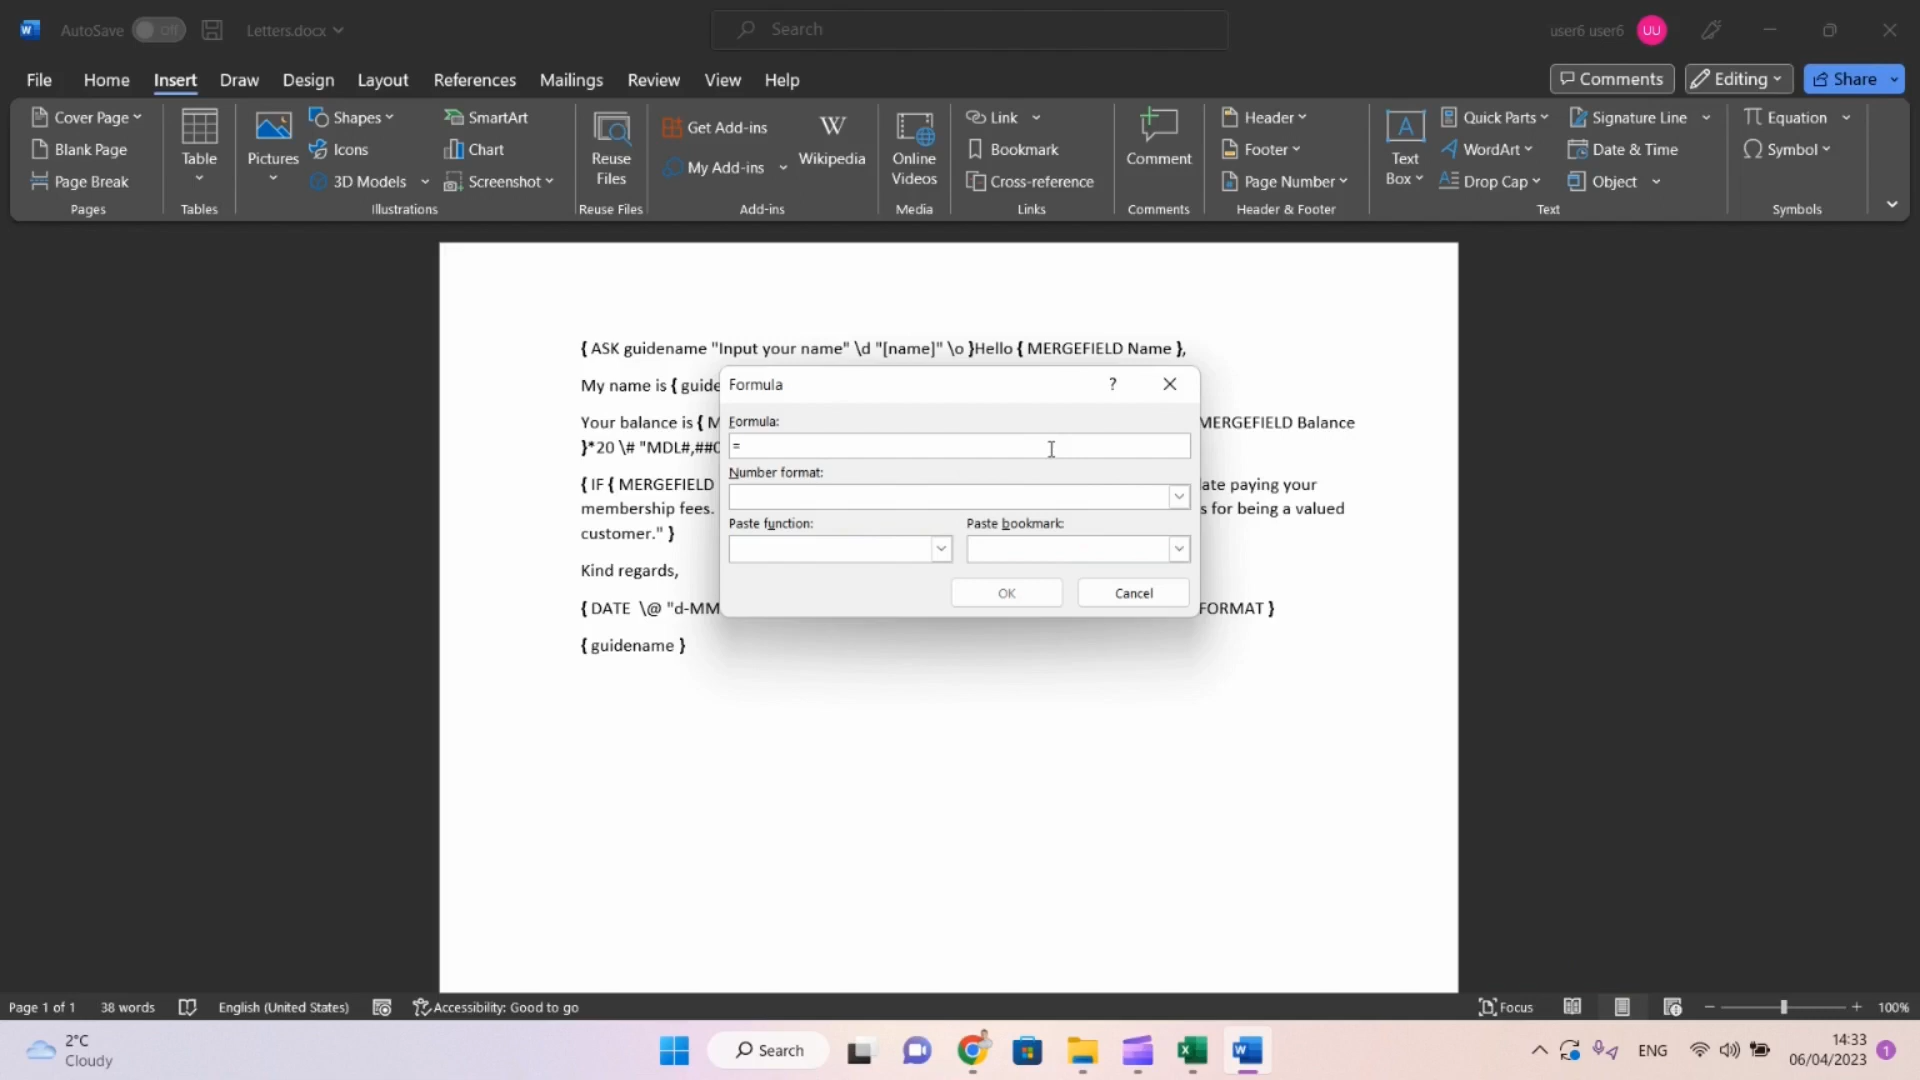 AutoSave Off Letters.docx Search user6 user6 UU
File Home Insert Draw Design Layout References Mailings Review View Help Comments Editing Share
Cover Page
Blank Page
Page Break
Pages
Table
Tables
Pictures
Shapes
Icons
3D Models
SmartArt
Chart
Screenshot
Illustrations
Reuse
Files
Reuse Files
Get Add-ins
My Add-ins
W
Wikipedia
Add-ins
Online
Videos
Media
Link
Bookmark
Cross-reference
Links
Comment
Comments
Header
Footer
Page Number
Header & Footer
Text
Box
Quick Parts
WordArt
Drop Cap
Signature Line
Date & Time
Object
Text
Equation
Symbol
Symbols
{ ASK guidename "Input your name" \d "[name]" \o }Hello { MERGEFIELD Name },
My name is { guide
Your balance is { M MERGEFIELD Balance
}*20 \# "MDL#,##0
{ IF { MERGEFIELD ate paying your
membership fees. s for being a valued
customer." }
Kind regards,
{ DATE \@ "d-MM FORMAT }
{ guidename }
Formula ?
Formula:
=
Number format:
Paste function: Paste bookmark:
OK Cancel
Page 1 of 1 38 words English (United States) Accessibility: Good to go Focus 100%
2°C
Cloudy
Search
ENG
14:33
06/04/2023
1